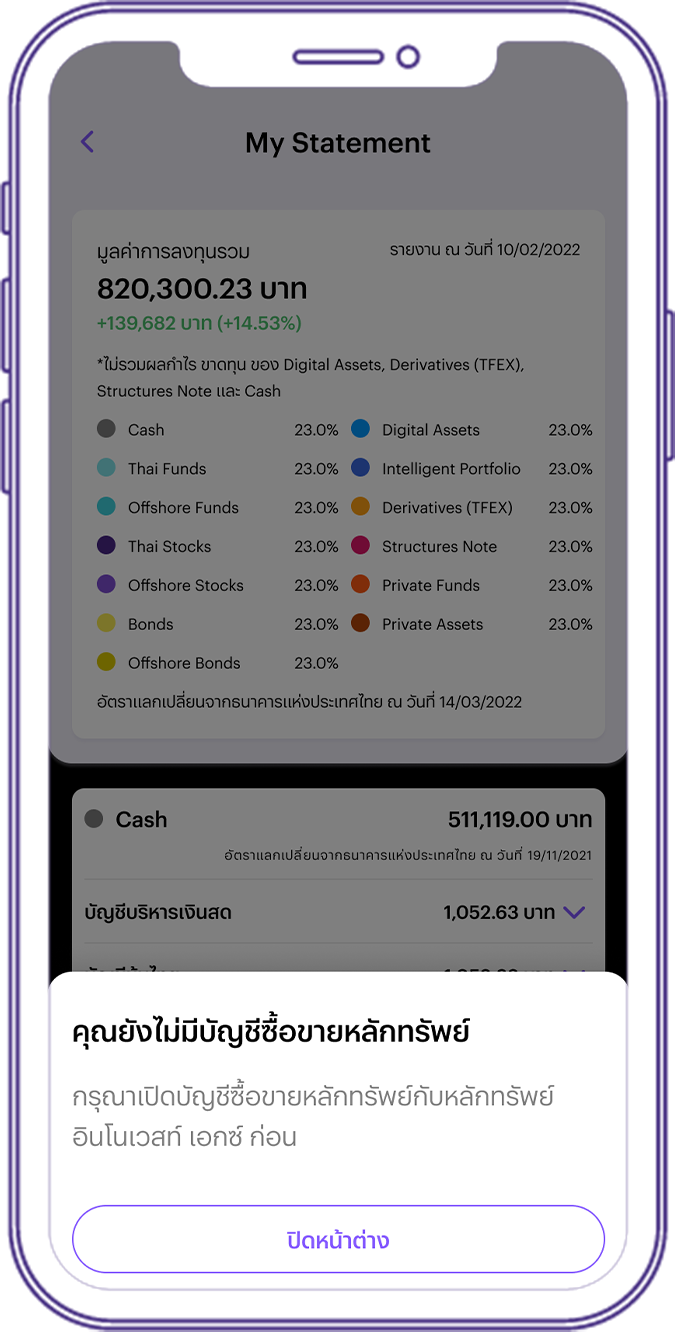 My Statement
มูลค่าการลงทุนรวม
รายงาน ณ วันที่ 10/02/2022
820,300.23 บาท
+139,682 บาท (+14.53%)
*ไม่รวมผลกำไร ขาดทุน ของ Digital Assets, Derivatives (TFEX),
Structures Note และ Cash
Cash 23.0% Digital Assets 23.0%
Thai Funds 23.0% Intelligent Portfolio 23.0%
Offshore Funds 23.0% Derivatives (TFEX) 23.0%
Thai Stocks 23.0% Structures Note 23.0%
Offshore Stocks 23.0% Private Funds 23.0%
Bonds 23.0% Private Assets 23.0%
Offshore Bonds 23.0%
อัตราแลกเปลี่ยนจากธนาคารแห่งประเทศไทย ณ วันที่ 14/03/2022
Cash 511,119.00 บาท
อัตราแลกเปลี่ยนจากธนาคารแห่งประเทศไทย ณ วันที่ 19/11/2021
บัญชีบริหารเงินสด 1,052.63 บาท
คุณยังไม่มีบัญชีซื้อขายหลักทรัพย์
กรุณาเปิดบัญชีซื้อขายหลักทรัพย์กับหลักทรัพย์
อินโนเวสท์ เอกซ์ ก่อน
ปิดหน้าต่าง